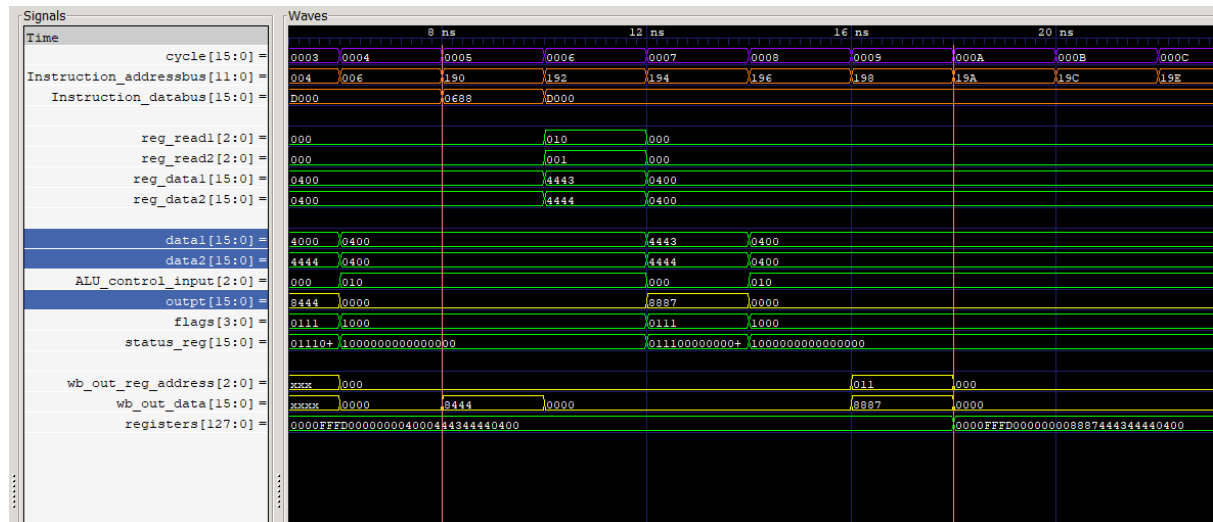 Signals Waves
Time 8 ns 12 ns 16 ns 20 ns
cycle[15:0] = 0003 0004 0005 0006 0007 0008 0009 000A 000B 000C
Instruction_addressbus[11:0] = 004 006 190 192 194 196 198 19A 19C 19E
Instruction_databus[15:0] = D000 0688 D000
reg_read1[2:0] = 000 010 000
reg_read2[2:0] = 000 001 000
reg_data1[15:0] = 0400 4443 0400
reg_data2[15:0] = 0400 4444 0400
data1[15:0] = 4000 0400 4443 0400
data2[15:0] = 4444 0400 4444 0400
ALU_control_input[2:0] = 000 010 000 010
outpt[15:0] = 8444 0000 8887 0000
flags[3:0] = 0111 1000 0111 1000
status_reg[15:0] = 01110+ 1000000000000000 011100000000+ 1000000000000000
wb_out_reg_address[2:0] = xxx 000 011 000
wb_out_data[15:0] = xxxx 0000 8444 0000 8887 0000
registers[127:0] = 0000FFFD000000004000444344440400 0000FFFD000000008887444344440400